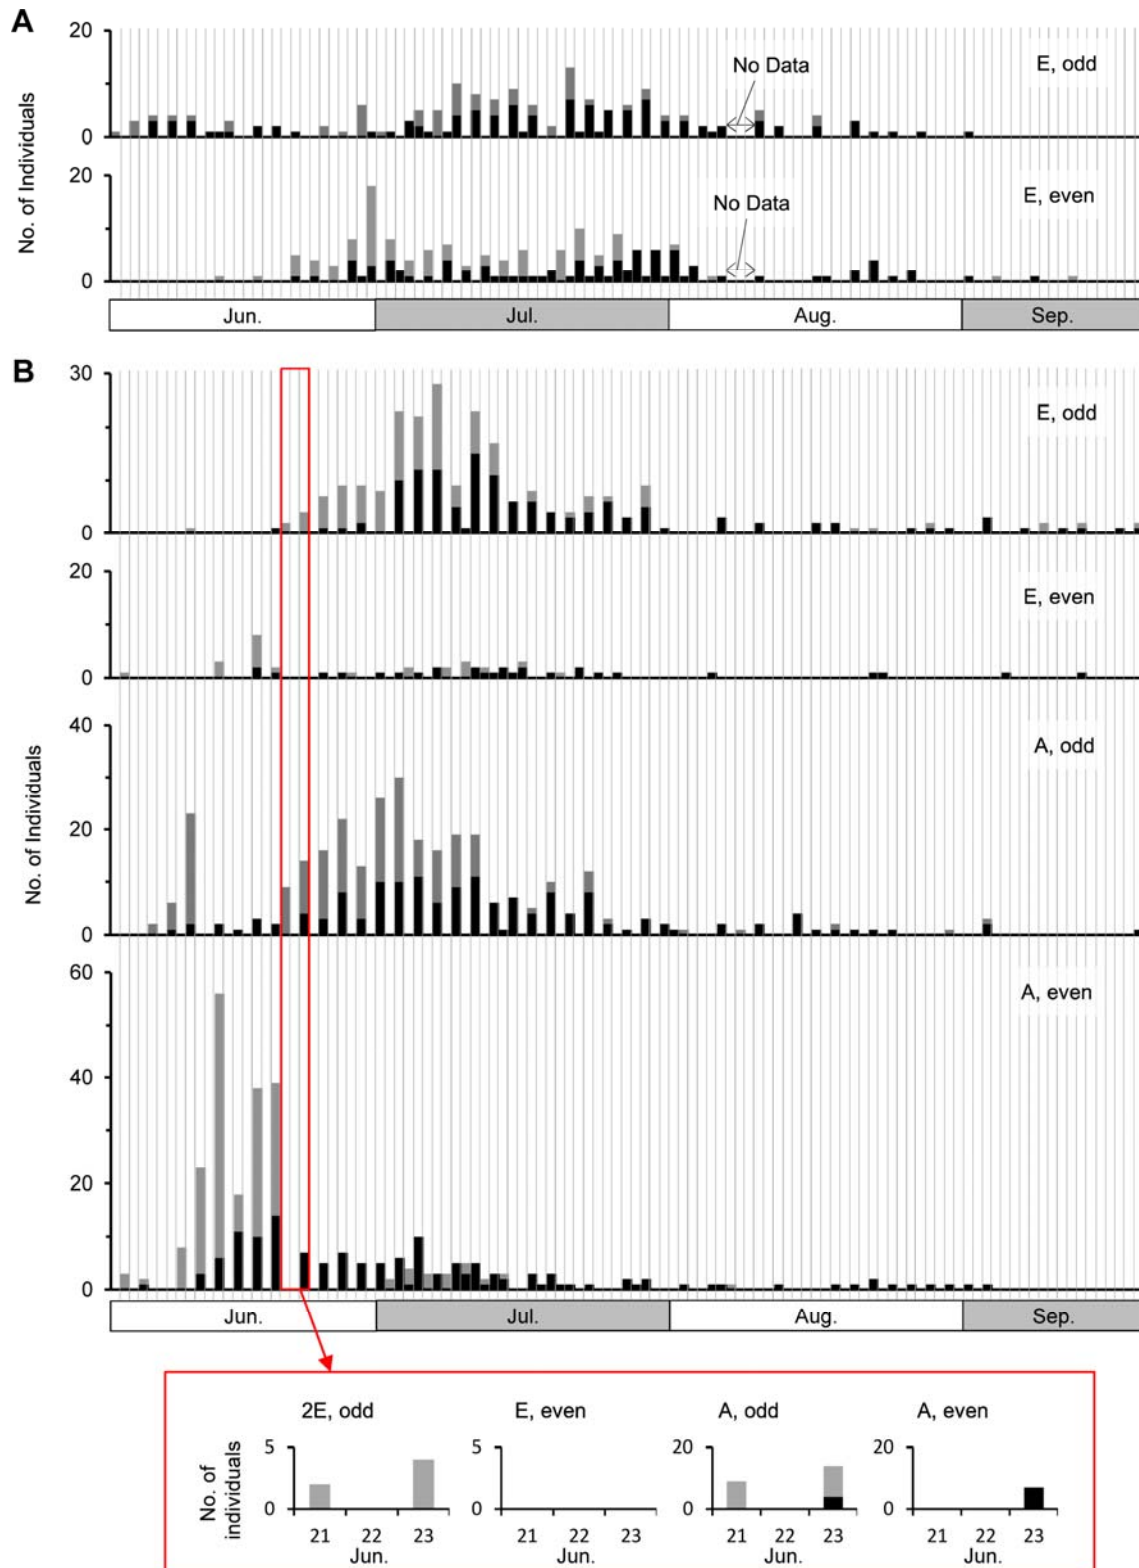 A
20
10
0
E, odd
No Data
20
10
0
E, even
No Data
No. of Individuals
Jun. Jul. Aug. Sep.
B
30
0
E, odd
20
0
E, even
40
20
0
A, odd
60
40
20
0
A, even
No. of Individuals
Jun. Jul. Aug. Sep.
2E, odd E, even A, odd A, even
No. of
individuals
5 5 20 20
0 0 0 0
21 22 23 21 22 23 21 22 23 21 22 23
Jun. Jun. Jun. Jun.